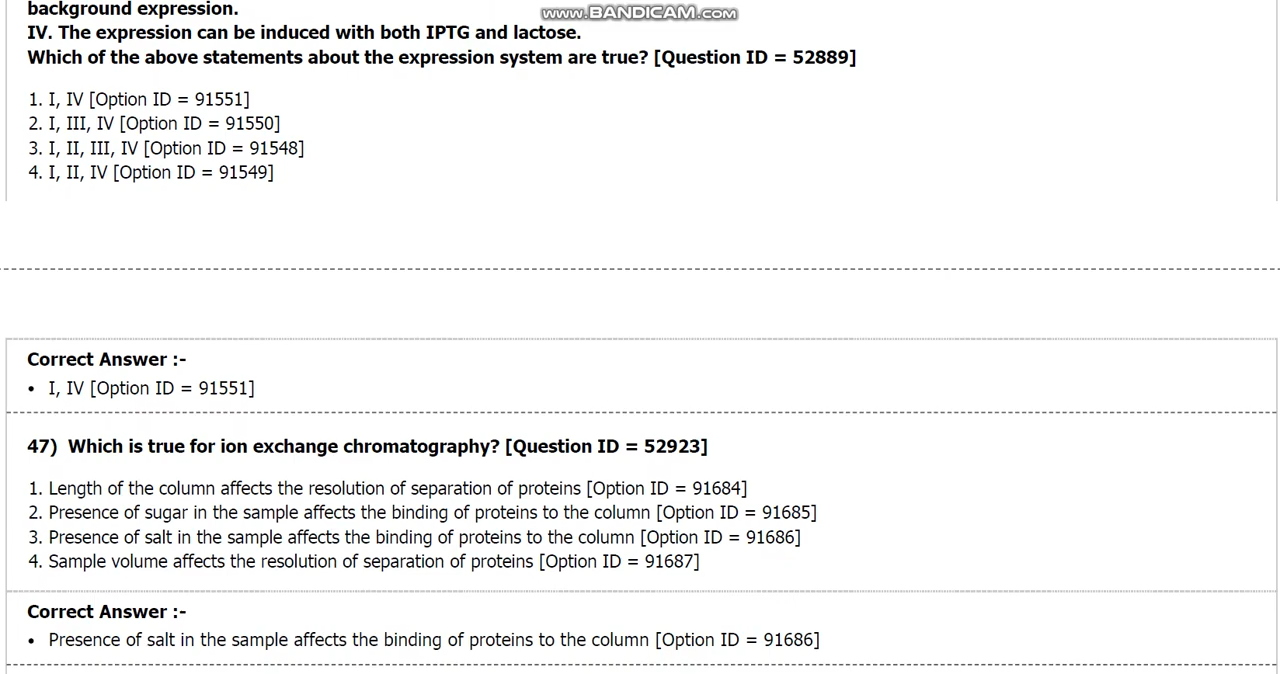 background expression.
www.BANDICAM.com
IV. The expression can be induced with both IPTG and lactose.
Which of the above statements about the expression system are true? [Question ID = 52889]
1. I, IV [Option ID = 91551]
2. I, III, IV [Option ID = 91550]
3. I, II, III, IV [Option ID = 91548]
4. I, II, IV [Option ID = 91549]
Correct Answer :-
• I, IV [Option ID = 91551]
47) Which is true for ion exchange chromatography? [Question ID = 52923]
1. Length of the column affects the resolution of separation of proteins [Option ID = 91684]
2. Presence of sugar in the sample affects the binding of proteins to the column [Option ID = 91685]
3. Presence of salt in the sample affects the binding of proteins to the column [Option ID = 91686]
4. Sample volume affects the resolution of separation of proteins [Option ID = 91687]
Correct Answer :-
• Presence of salt in the sample affects the binding of proteins to the column [Option ID = 91686]